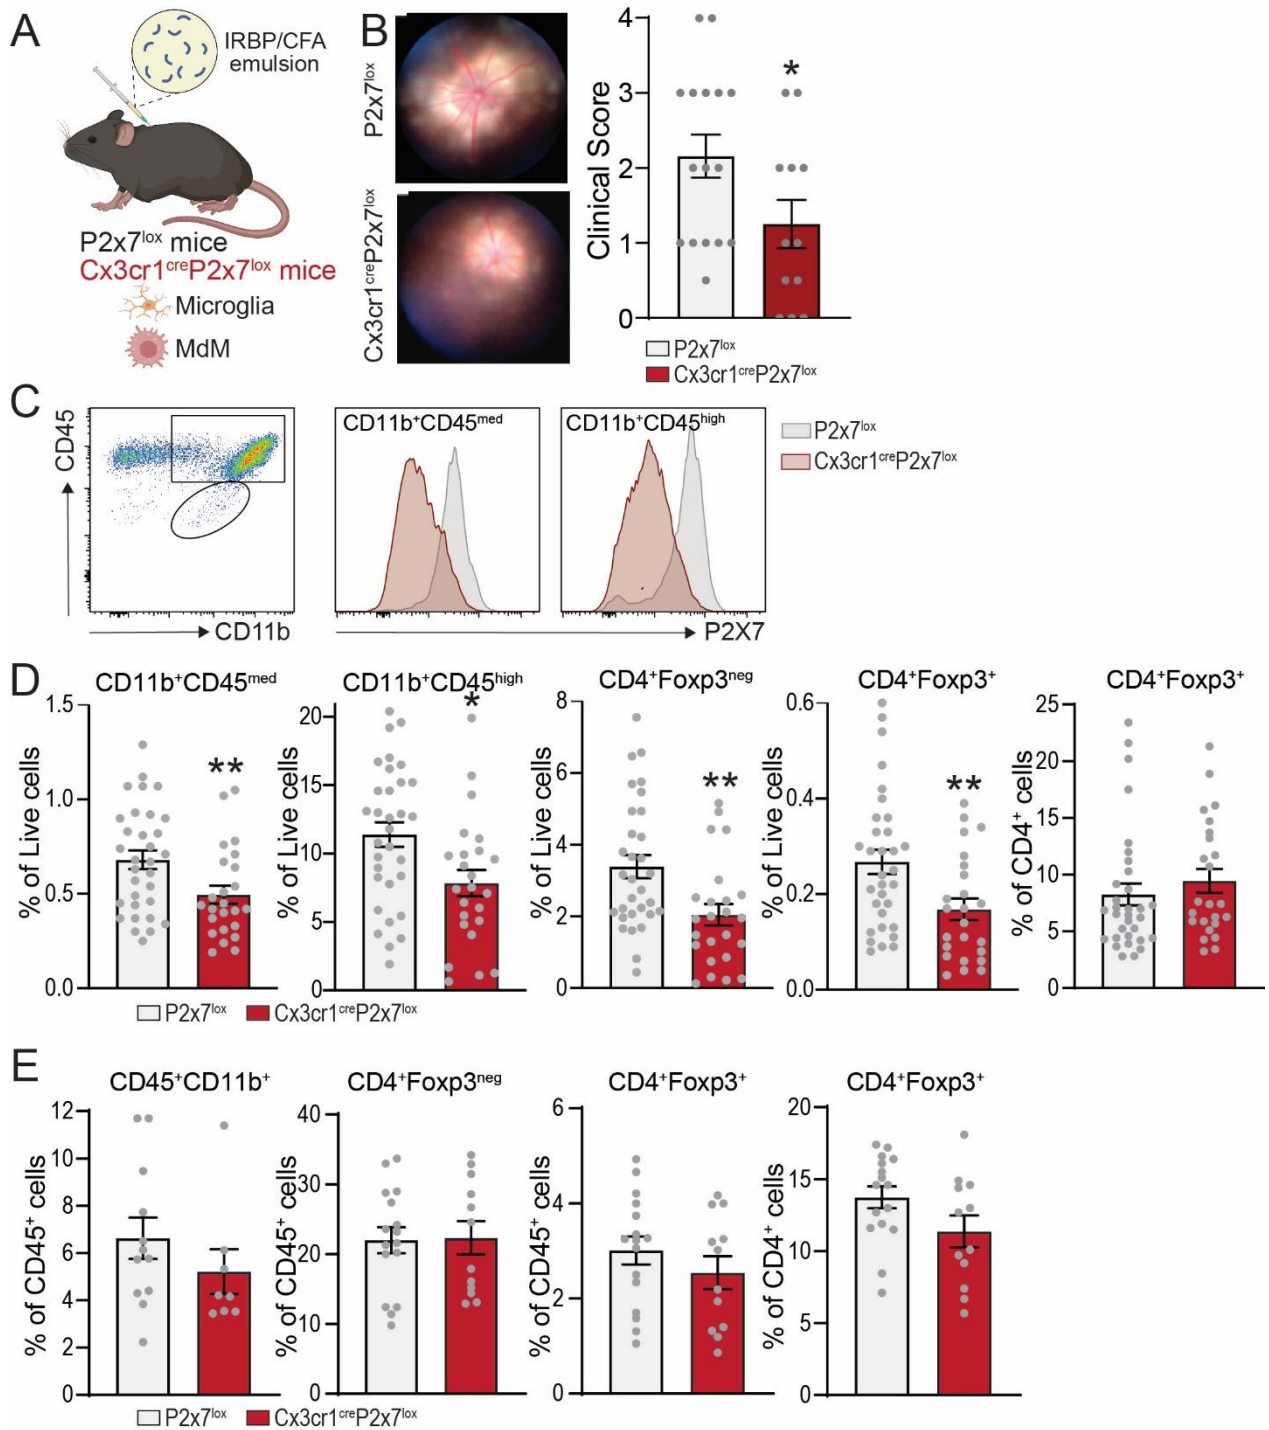 A
IRBP/CFA
emulsion
P2x7lox mice
Cx3cr1creP2x7lox mice
Microglia
MdM
B
P2x7lox
Cx3cr1creP2x7lox
Clinical Score
4
3
2
1
0
*
P2x7lox
Cx3cr1creP2x7lox
C
CD45
CD11b
CD11b+CD45med
CD11b+CD45high
P2X7
P2x7lox
Cx3cr1creP2x7lox
D
CD11b+CD45med
% of Live cells
1.5
1.0
0.5
0.0
**
CD11b+CD45high
% of Live cells
20
15
10
5
0
*
CD4+Foxp3neg
% of Live cells
8
6
4
2
0
**
CD4+Foxp3+
% of Live cells
0.6
0.4
0.2
0.0
**
CD4+Foxp3+
% of CD4+ cells
25
20
15
10
5
0
P2x7lox
Cx3cr1creP2x7lox
E
CD45+CD11b+
% of CD45+ cells
12
10
8
6
4
2
0
CD4+Foxp3neg
% of CD45+ cells
40
30
20
10
0
CD4+Foxp3+
% of CD45+ cells
6
4
2
0
CD4+Foxp3+
% of CD4+ cells
20
15
10
5
0
P2x7lox
Cx3cr1creP2x7lox